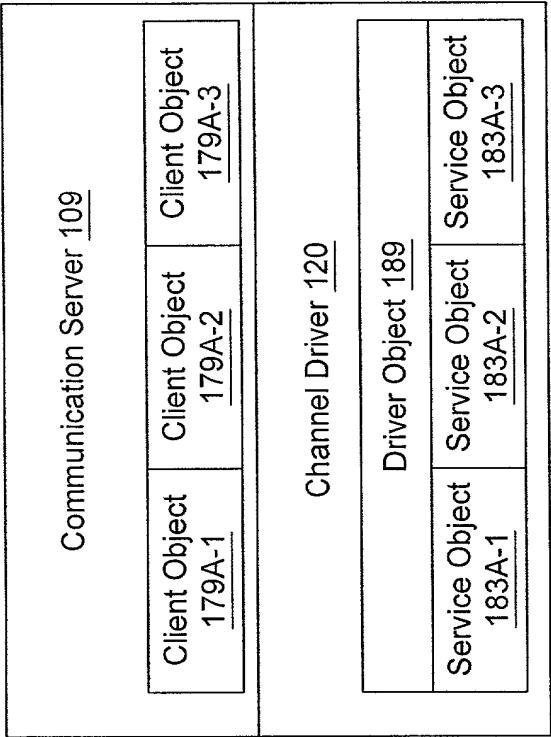 Communication Server 109
Client Object
179A-1
Client Object
179A-2
Client Object
179A-3
Channel Driver 120
Driver Object 189
Service Object
183A-1
Service Object
183A-2
Service Object
183A-3